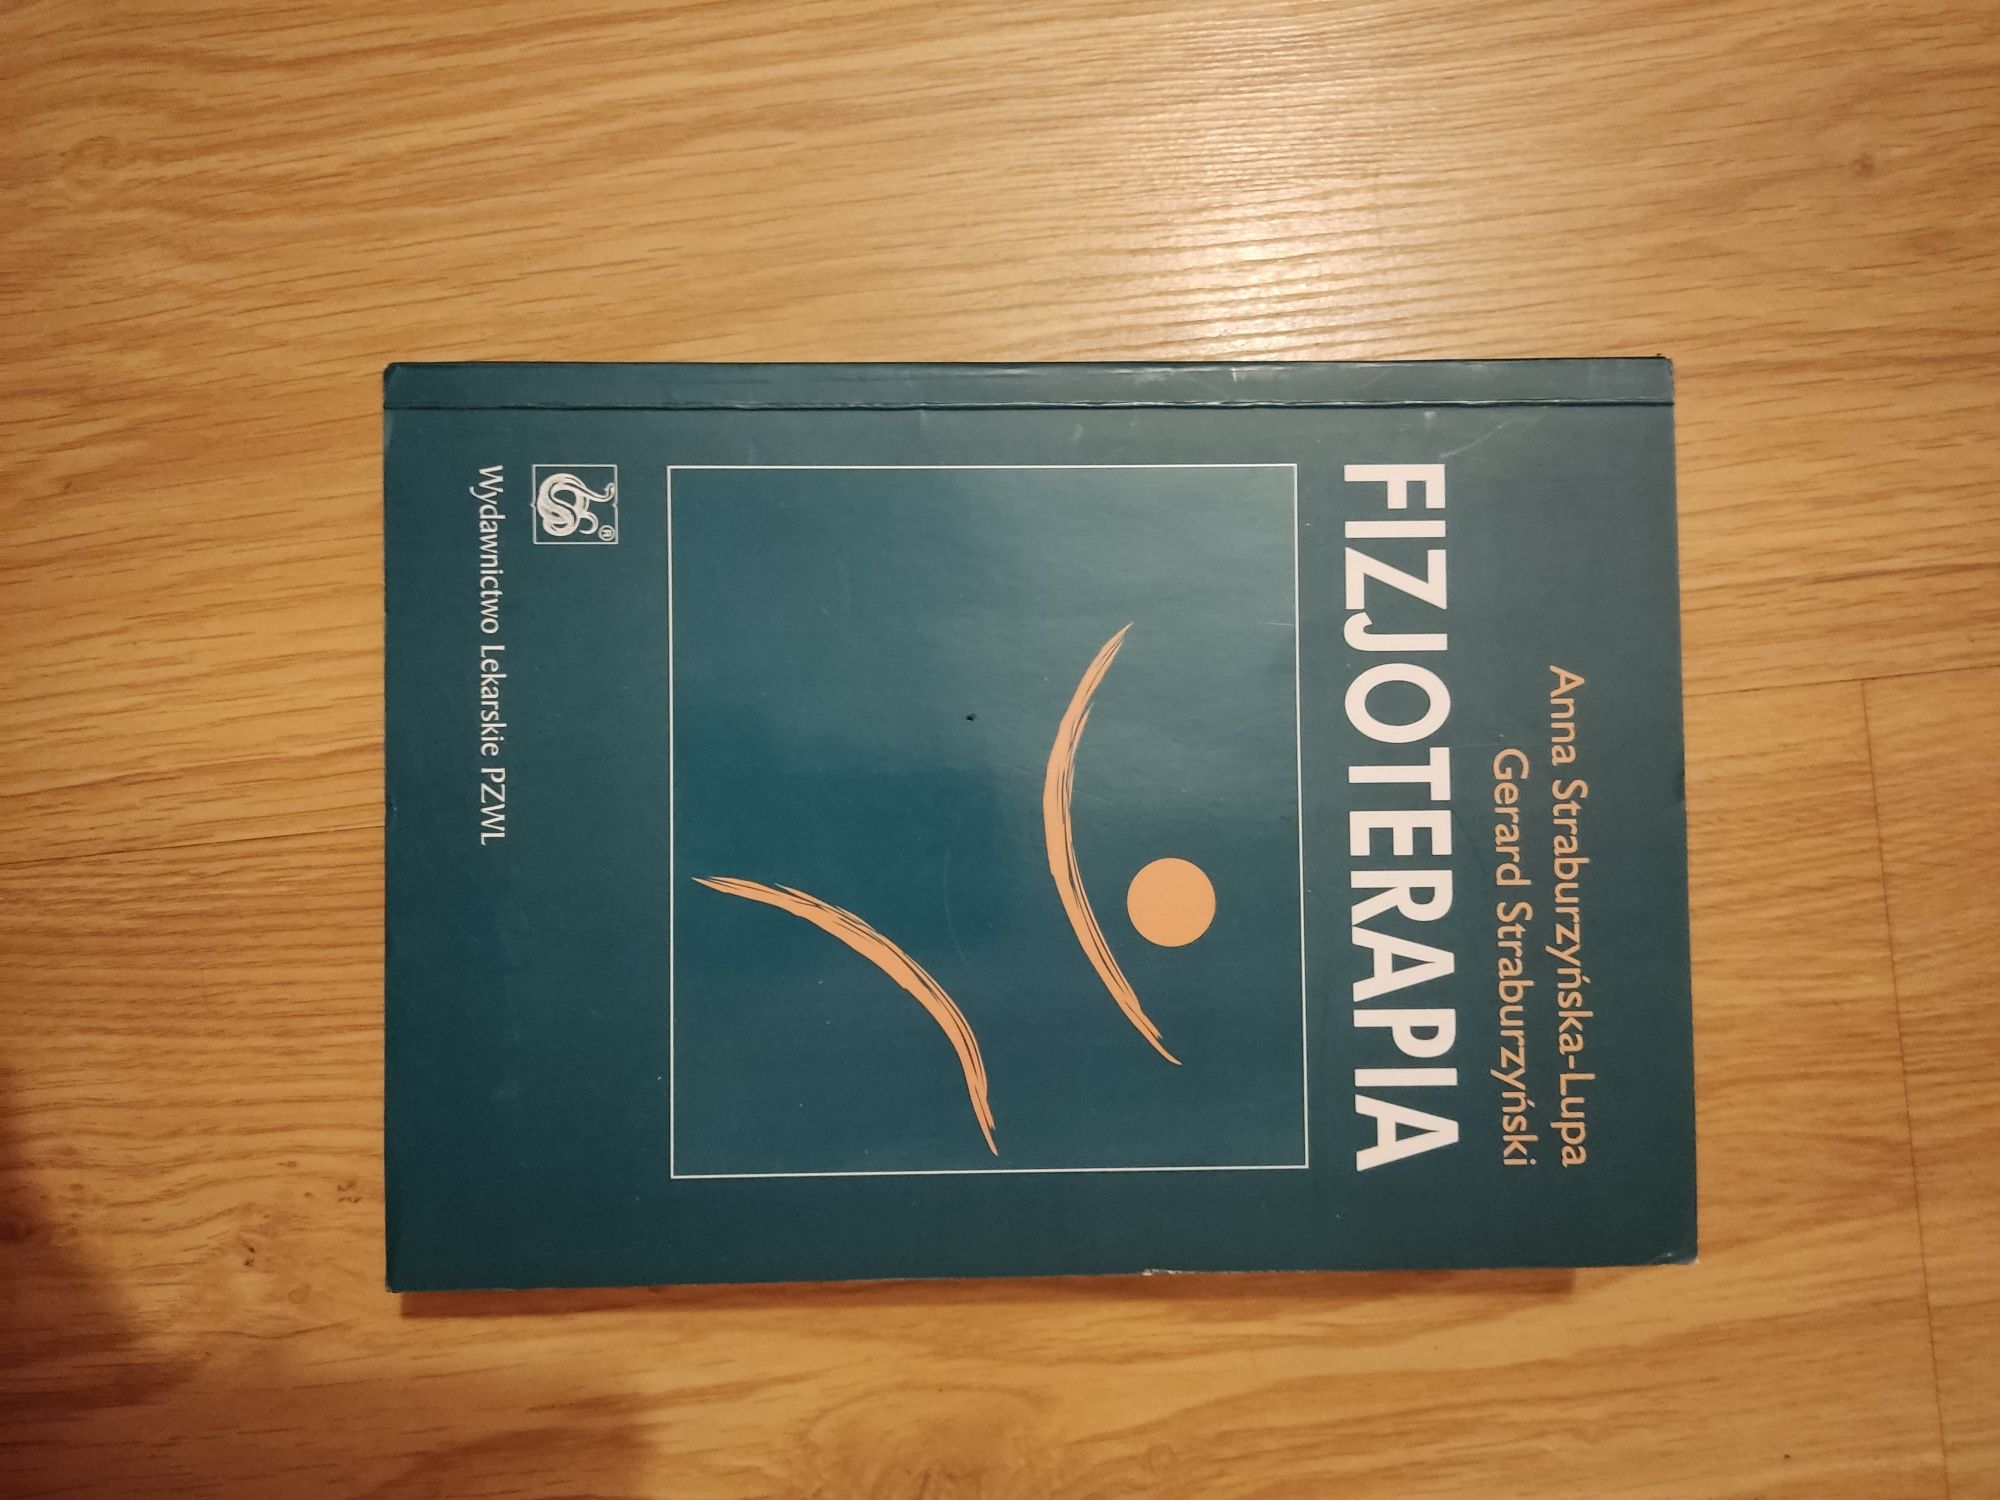 Anna Straburzyńska-Lupa
Gerard Straburzyński
FIZJOTERAPIA
®
Wydawnictwo Lekarskie PZWL